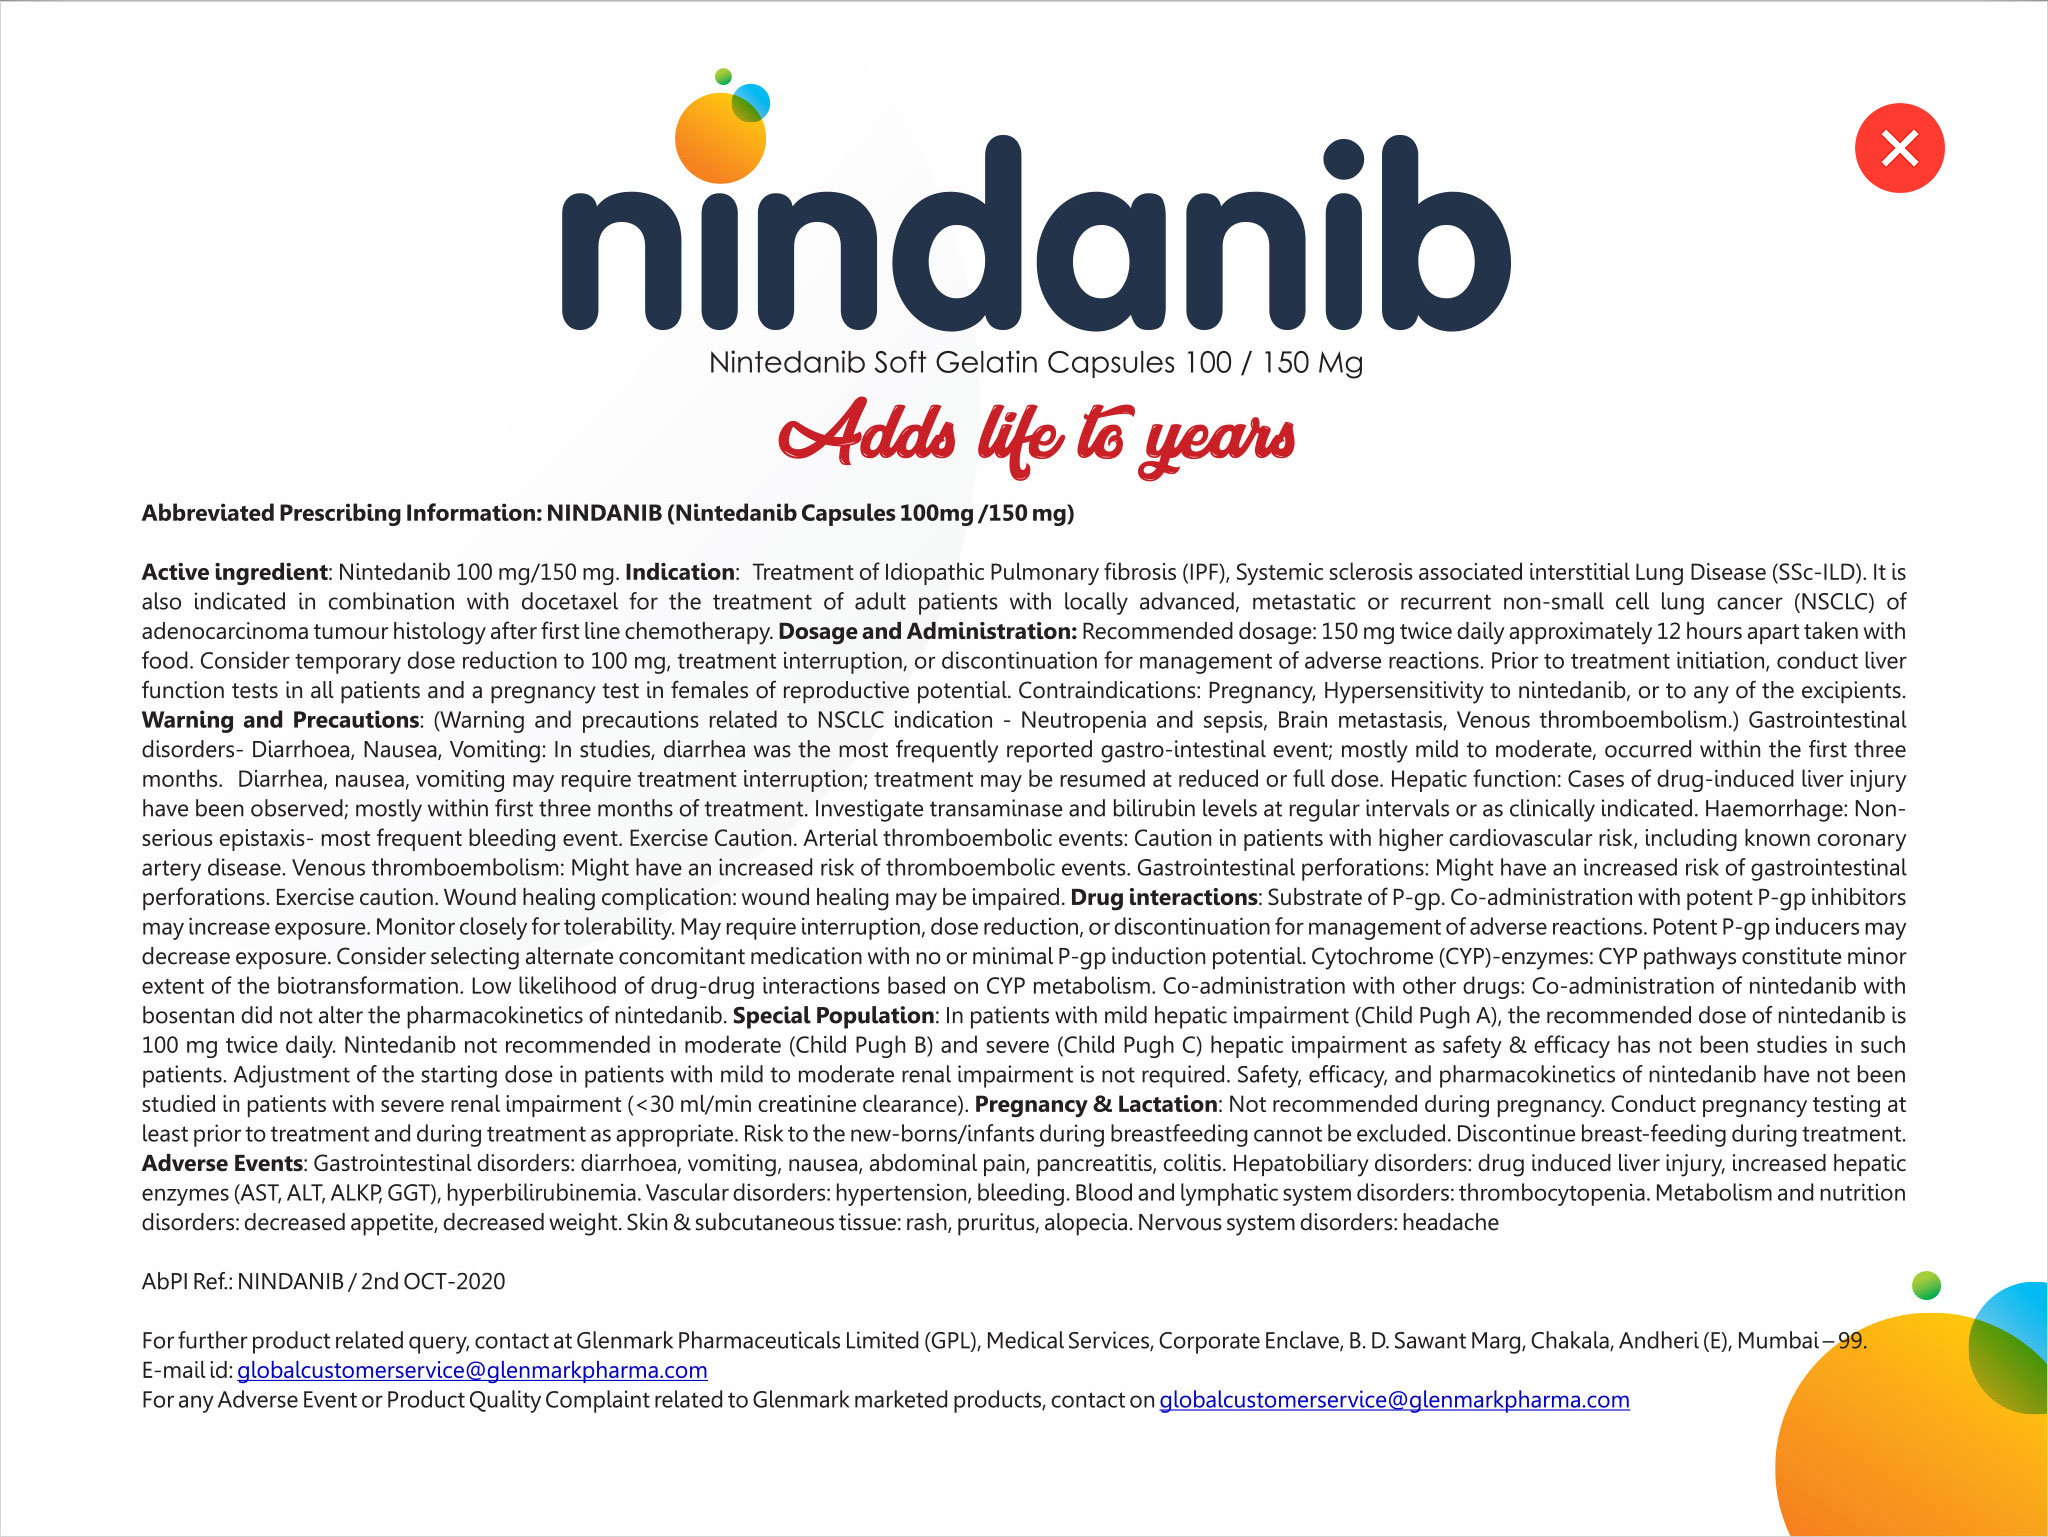 nindanib
Nintedanib Soft Gelatin Capsules 100 / 150 Mg
Adds life to years
Abbreviated Prescribing Information: NINDANIB (Nintedanib Capsules 100mg /150 mg)
Active ingredient: Nintedanib 100 mg/150 mg. Indication:  Treatment of Idiopathic Pulmonary fibrosis (IPF), Systemic sclerosis associated interstitial Lung Disease (SSc-ILD). It is
also indicated in combination with docetaxel for the treatment of adult patients with locally advanced, metastatic or recurrent non-small cell lung cancer (NSCLC) of
adenocarcinoma tumour histology after first line chemotherapy. Dosage and Administration: Recommended dosage: 150 mg twice daily approximately 12 hours apart taken with
food. Consider temporary dose reduction to 100 mg, treatment interruption, or discontinuation for management of adverse reactions. Prior to treatment initiation, conduct liver
function tests in all patients and a pregnancy test in females of reproductive potential. Contraindications: Pregnancy, Hypersensitivity to nintedanib, or to any of the excipients.
Warning and Precautions: (Warning and precautions related to NSCLC indication - Neutropenia and sepsis, Brain metastasis, Venous thromboembolism.) Gastrointestinal
disorders- Diarrhoea, Nausea, Vomiting: In studies, diarrhea was the most frequently reported gastro-intestinal event; mostly mild to moderate, occurred within the first three
months.  Diarrhea, nausea, vomiting may require treatment interruption; treatment may be resumed at reduced or full dose. Hepatic function: Cases of drug-induced liver injury
have been observed; mostly within first three months of treatment. Investigate transaminase and bilirubin levels at regular intervals or as clinically indicated. Haemorrhage: Non-
serious epistaxis- most frequent bleeding event. Exercise Caution. Arterial thromboembolic events: Caution in patients with higher cardiovascular risk, including known coronary
artery disease. Venous thromboembolism: Might have an increased risk of thromboembolic events. Gastrointestinal perforations: Might have an increased risk of gastrointestinal
perforations. Exercise caution. Wound healing complication: wound healing may be impaired. Drug interactions: Substrate of P-gp. Co-administration with potent P-gp inhibitors
may increase exposure. Monitor closely for tolerability. May require interruption, dose reduction, or discontinuation for management of adverse reactions. Potent P-gp inducers may
decrease exposure. Consider selecting alternate concomitant medication with no or minimal P-gp induction potential. Cytochrome (CYP)-enzymes: CYP pathways constitute minor
extent of the biotransformation. Low likelihood of drug-drug interactions based on CYP metabolism. Co-administration with other drugs: Co-administration of nintedanib with
bosentan did not alter the pharmacokinetics of nintedanib. Special Population: In patients with mild hepatic impairment (Child Pugh A), the recommended dose of nintedanib is
100 mg twice daily. Nintedanib not recommended in moderate (Child Pugh B) and severe (Child Pugh C) hepatic impairment as safety & efficacy has not been studies in such
patients. Adjustment of the starting dose in patients with mild to moderate renal impairment is not required. Safety, efficacy, and pharmacokinetics of nintedanib have not been
studied in patients with severe renal impairment (<30 ml/min creatinine clearance). Pregnancy & Lactation: Not recommended during pregnancy. Conduct pregnancy testing at
least prior to treatment and during treatment as appropriate. Risk to the new-borns/infants during breastfeeding cannot be excluded. Discontinue breast-feeding during treatment.
Adverse Events: Gastrointestinal disorders: diarrhoea, vomiting, nausea, abdominal pain, pancreatitis, colitis. Hepatobiliary disorders: drug induced liver injury, increased hepatic
enzymes (AST, ALT, ALKP, GGT), hyperbilirubinemia. Vascular disorders: hypertension, bleeding. Blood and lymphatic system disorders: thrombocytopenia. Metabolism and nutrition
disorders: decreased appetite, decreased weight. Skin & subcutaneous tissue: rash, pruritus, alopecia. Nervous system disorders: headache
AbPI Ref.: NINDANIB / 2nd OCT-2020
For further product related query, contact at Glenmark Pharmaceuticals Limited (GPL), Medical Services, Corporate Enclave, B. D. Sawant Marg, Chakala, Andheri (E), Mumbai – 99.
E-mail id: globalcustomerservice@glenmarkpharma.com
For any Adverse Event or Product Quality Complaint related to Glenmark marketed products, contact on globalcustomerservice@glenmarkpharma.com